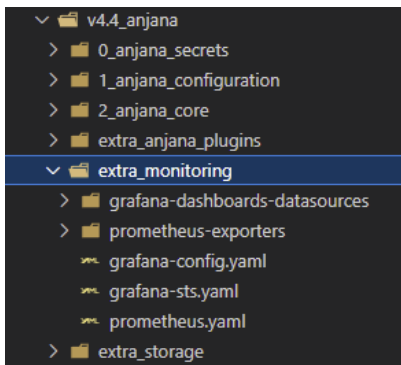 v4.4_anjana
0_anjana_secrets
1_anjana_configuration
2_anjana_core
extra_anjana_plugins
extra_monitoring
grafana-dashboards-datasources
prometheus-exporters
grafana-config.yaml
grafana-sts.yaml
prometheus.yaml
extra_storage